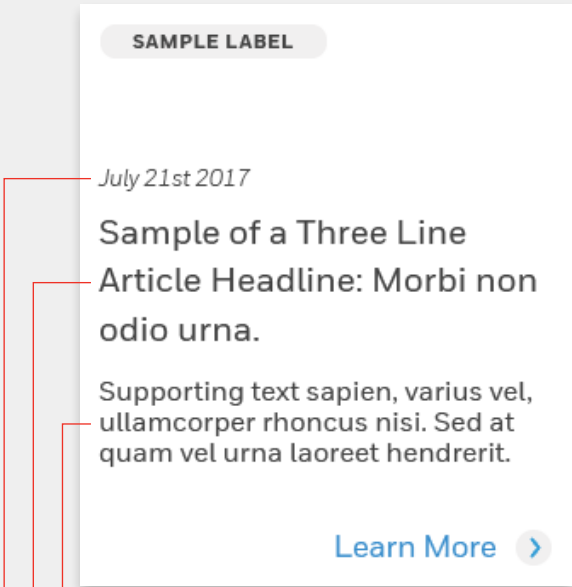 SAMPLE LABEL
July 21st 2017
Sample of a Three Line
Article Headline: Morbi non
odio urna.
Supporting text sapien, varius vel,
ullamcorper rhoncus nisi. Sed at
quam vel urna laoreet hendrerit.
Learn More